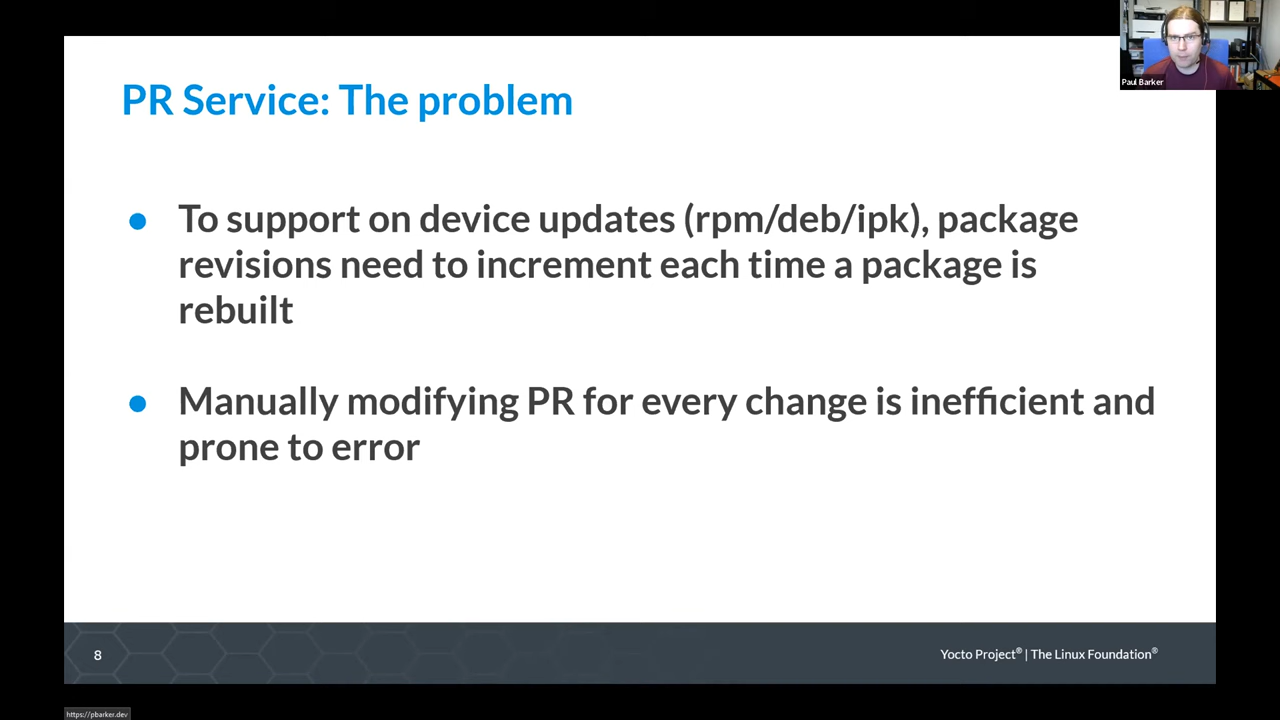 Paul Barker
PR Service: The problem
● To support on device updates (rpm/deb/ipk), package
revisions need to increment each time a package is
rebuilt
● Manually modifying PR for every change is inefficient and
prone to error
8
Yocto Project® | The Linux Foundation®
https://pbarker.dev